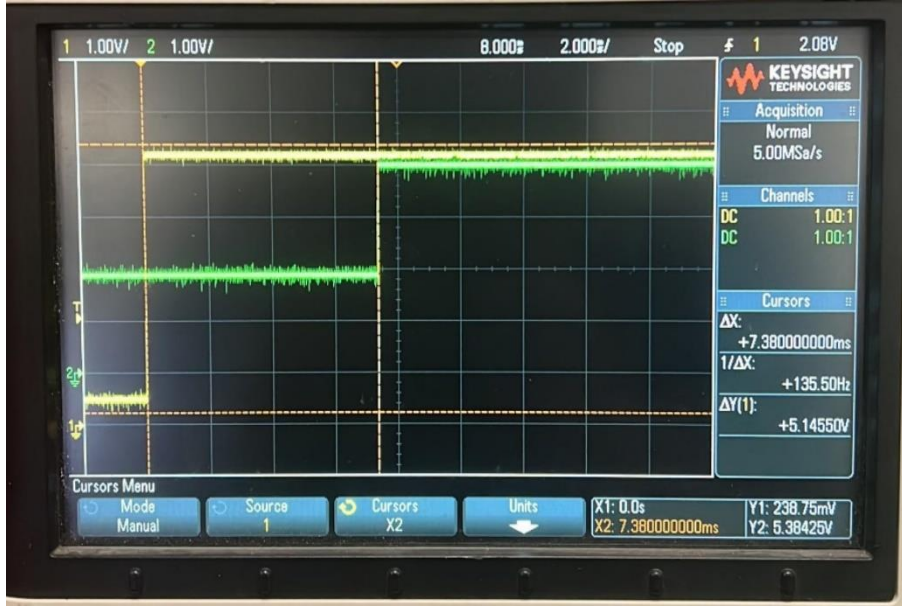 1 1.00V/ 2 1.00V/ 8.000s 2.000s/ Stop 1 2.08V
KEYSIGHT
TECHNOLOGIES
Acquisition
Normal
5.00MSa/s
Channels
DC 1.00:1
DC 1.00:1
Cursors
ΔX:
+7.380000000ms
1/ΔX:
+135.50Hz
ΔY(1):
+5.14550V
T
2
1
Cursors Menu
Mode
Manual
Source
1
Cursors
X2
Units
X1: 0.0s
X2: 7.380000000ms
Y1: 238.75mV
Y2: 5.38425V